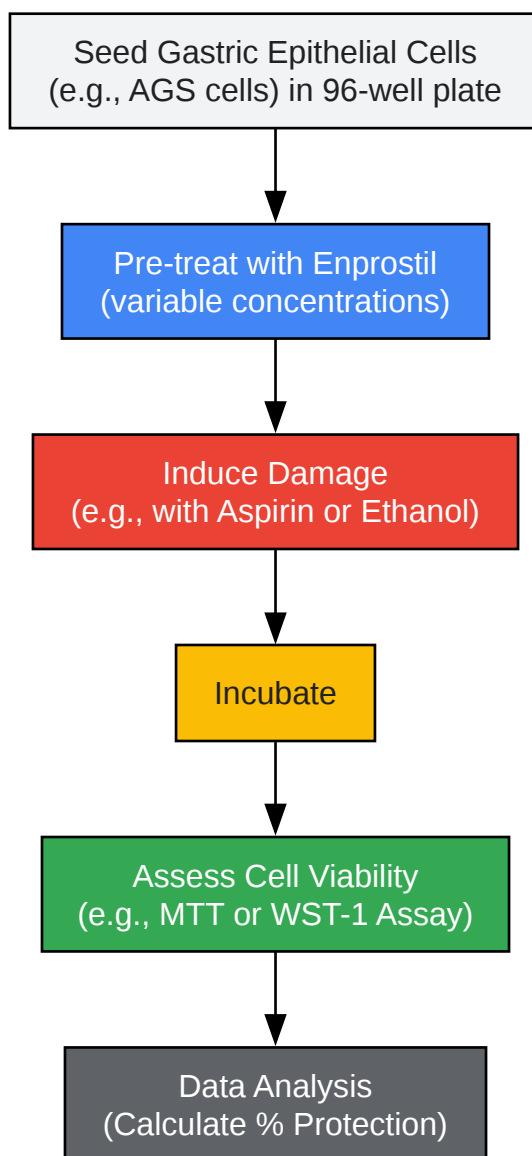 Seed Gastric Epithelial Cells
(e.g., AGS cells) in 96-well plate
Pre-treat with Enprostil
(variable concentrations)
Induce Damage
(e.g., with Aspirin or Ethanol)
Incubate
Assess Cell Viability
(e.g., MTT or WST-1 Assay)
Data Analysis
(Calculate % Protection)